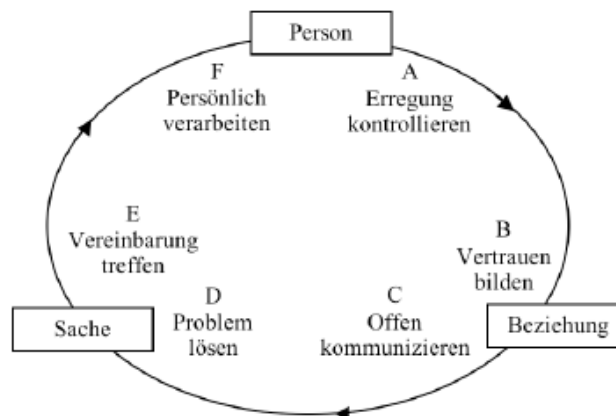 Person
F
Persönlich
verarbeiten
A
Erregung
kontrollieren
E
Vereinbarung
treffen
B
Vertrauen
bilden
D
Problem
lösen
C
Offen
kommunizieren
Sache
Beziehung